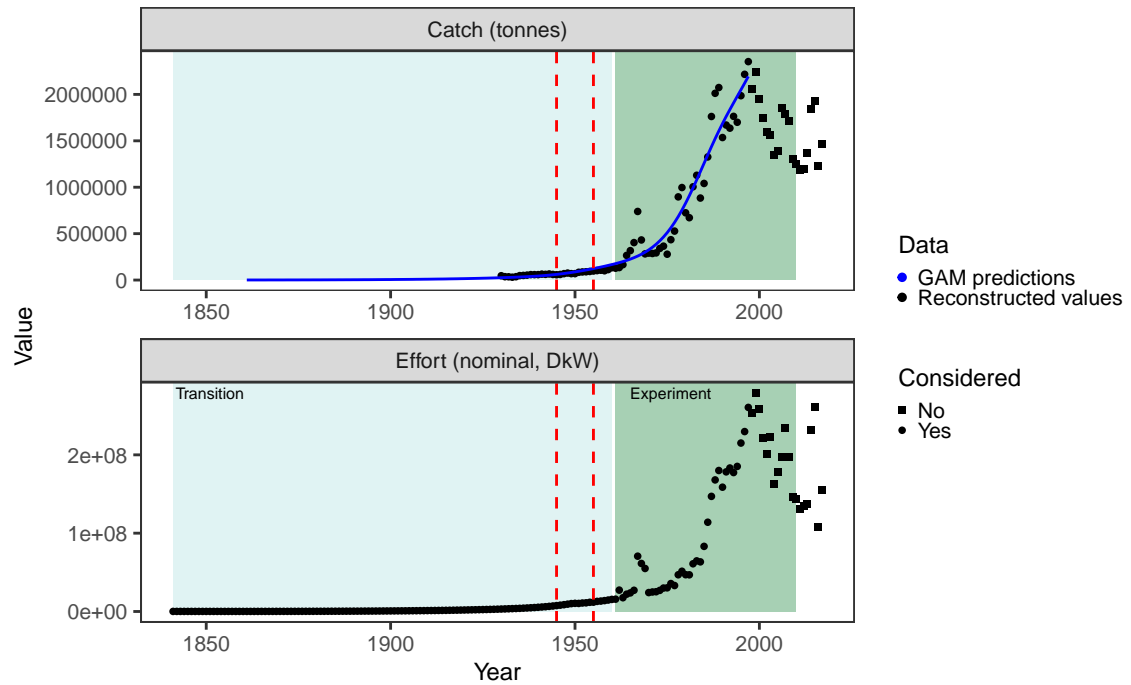 Catch (tonnes)
2000000
1500000
1000000
500000
0
1850
1900
1950
2000
Value
Effort (nominal, DkW)
Transition
Experiment
2e+08
1e+08
0e+00
1850
1900
1950
2000
Year
Data
GAM predictions
Reconstructed values
Considered
No
Yes